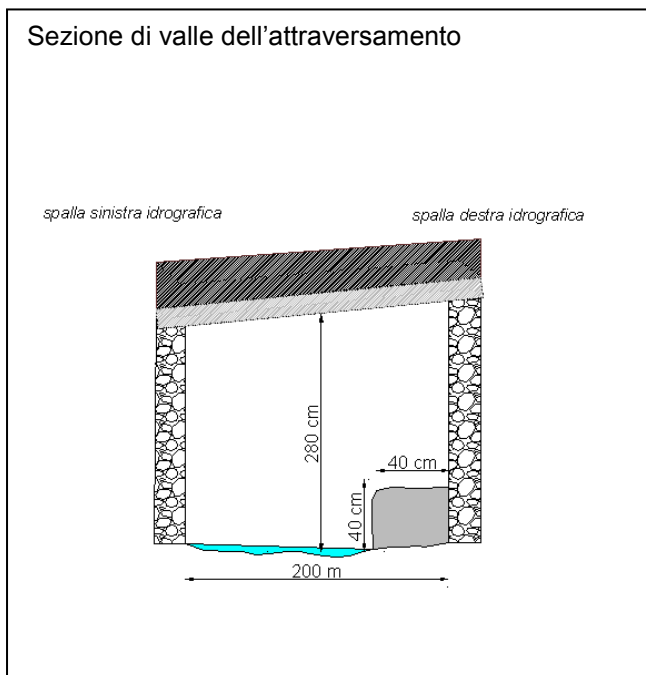 Sezione di valle dell'attraversamento
spalla sinistra idrografica
spalla destra idrografica
280 cm
40 cm
40 cm
200 m